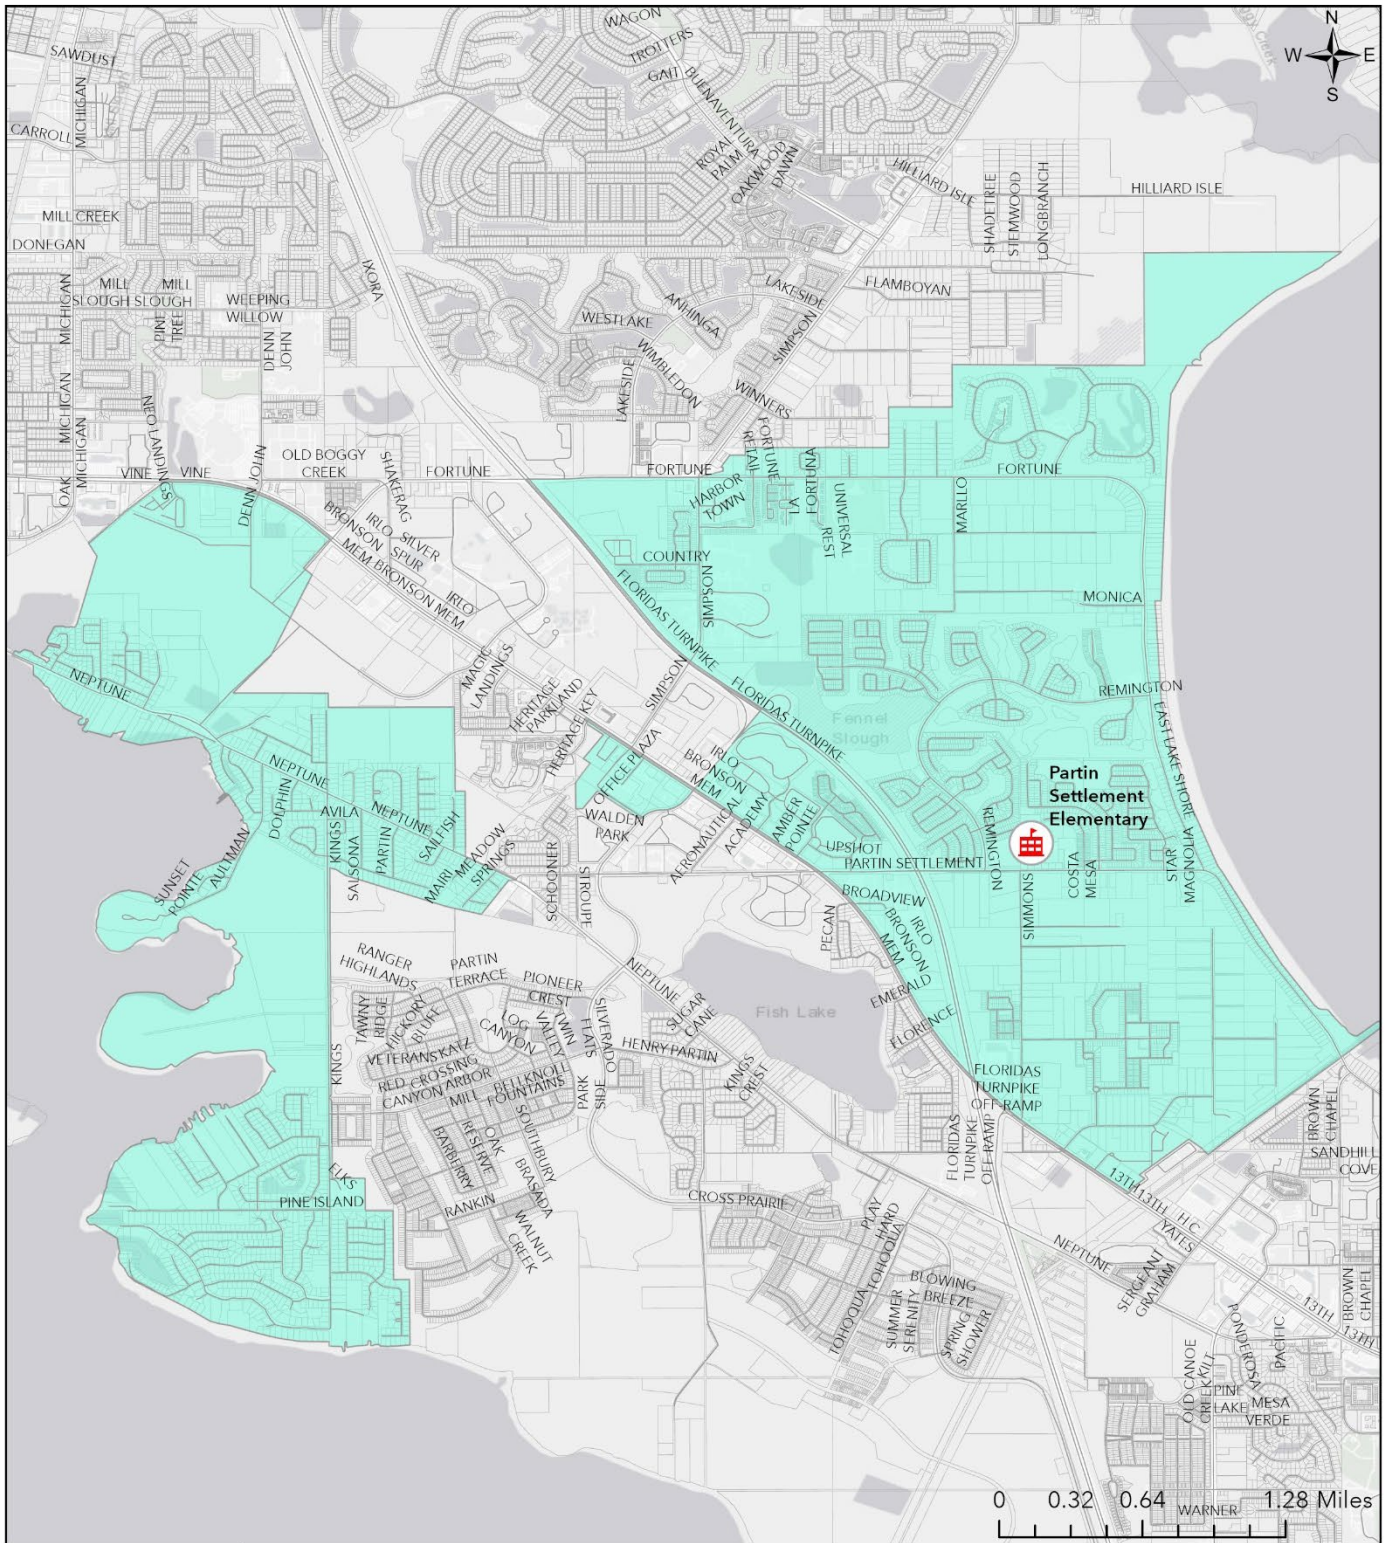 N
W E
S
WAGON
TROTTERS
GAIT
BUENAVENTURA
SAWDUST
MICHIGAN
CARROLL
ROYAL
PALM
OAKWOOD
DAWN
HILLIARD ISLE
HILLIARD ISLE
SHADETREE
STEMWOOD
LONGBRANCH
MILL CREEK
DONEGAN
IXORA
MICHIGAN
MILL
SLOUGH
MILL
SLOUGH
PINE
TREE
WEEPING
WILLOW
DENN
JOHN
WESTLAKE
ANHINGA
LAKESIDE
FLAMBOYAN
SIMPSON
WIMBLEDON
LAKESIDE
WINNERS
MICHIGAN
NEO LANDINGS
OAK
MICHIGAN
VINE
VINE
DENN JOHN
OLD BOGGY
CREEK
SHAKERAG
FORTUNE
FORTUNE
RETAIL
FORTUNE
LA
FORTUNA
UNIVERSAL
REST
FORTUNE
MARLLO
HARBOR
TOWN
IRLO
BRONSON
MEM
SILVER
SPUR
BRONSON MEM
IRLO
COUNTRY
SIMPSON
FLORIDAS TURNPIKE
MONICA
MAGIC
LANDINGS
HERITAGE
PARKLAND
HERITAGE KEY
SIMPSON
FLORIDAS TURNPIKE
Fennel
Slough
REMINGTON
EAST LAKE SHORE
NEPTUNE
NEPTUNE
OFFICE PLAZA
IRLO
BRONSON
MEM
Partin
Settlement
Elementary
DOLPHIN
AVILA
NEPTUNE
KINGS
SALSONA
PARTIN
SAILFISH
MAIRI
MEADOW
SPRINGS
WALDEN
PARK
AERONAUTICAL
ACADEMY
AMBER
POINTE
UPSHOT
PARTIN SETTLEMENT
REMINGTON
SIMMONS
COSTA
MESA
STAR
MAGNOLIA
SUNSET
POINTE
AULTMAN
SCHOONER
STROUPE
BROADVIEW
PECAN
IRLO
BRONSON
MEM
EMERALD
FLORENCE
RANGER
HIGHLANDS
PARTIN
TERRACE
PIONEER
CREST
NEPTUNE
SUGAR
CANE
Fish Lake
TAWNY
RIDGE
HICKORY
BLUFF
LOG
CANYON
VALLEY
TWIN
FLATS
SILVERADO
HENRY PARTIN
KINGS
VETERANS
KATZ
RED CROSSING
CANYON ARBOR
MILL
BELLKNOLL
FOUNTAINS
PARK
SIDE
KINGS
CREST
FLORIDAS
TURNPIKE
OFF-RAMP
FLORIDAS
TURNPIKE
OFF-RAMP
BROWN
CHAPEL
SANDHILL
COVE
BARBERRY
RESERVE
OAK
SOUTHBURY
BRASADA
ELKS
PINE ISLAND
RANKIN
WALNUT
CREEK
CROSS PRAIRIE
PLAY
HARD
TOHOQUA
TOHOQUA
13TH
13TH
H C
YATES
NEPTUNE
SERGEANT
GRAHAM
BLOWING
BREEZE
SUMMER
SERENITY
SPRING
SHOWER
13TH
13TH
BROWN
CHAPEL
PONDEROSA
PACIFIC
OLD CANOE
CREEK
KILT
PINE
LAKE
MESA
VERDE
WARNER
0 0.32 0.64 1.28 Miles